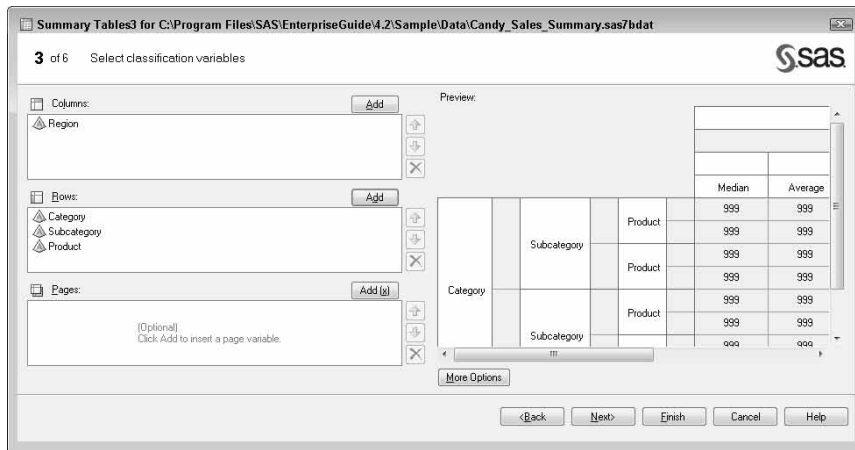 Summary Tables3 for C:\Program Files\SAS\EnterpriseGuide\4.2\Sample\Data\Candy_Sales_Summary.sas7bdat
3 of 6 Select classification variables
sas
Columns:
Add
Region
Rows:
Add
Category
Subcategory
Product
Pages:
Add (x)
(Optional)
Click Add to insert a page variable.
Preview:
Median Average
Category
Subcategory
Product
999 999
999 999
Product
999 999
999 999
Subcategory
Product
999 999
999 999
999 999
More Options
<Back
Next>
Finish
Cancel
Help